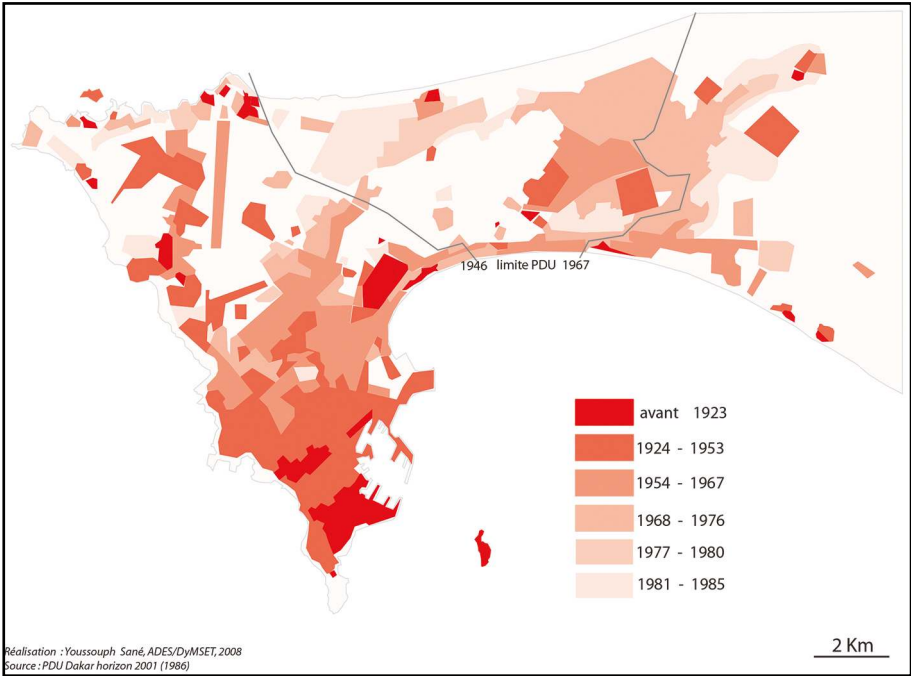 1946 limite PDU 1967
avant 1923
1924 - 1953
1954 - 1967
1968 - 1976
1977 - 1980
1981 - 1985
2 Km
Réalisation : Youssouph Sané, ADES/DyMSET, 2008
Source : PDU Dakar horizon 2001 (1986)